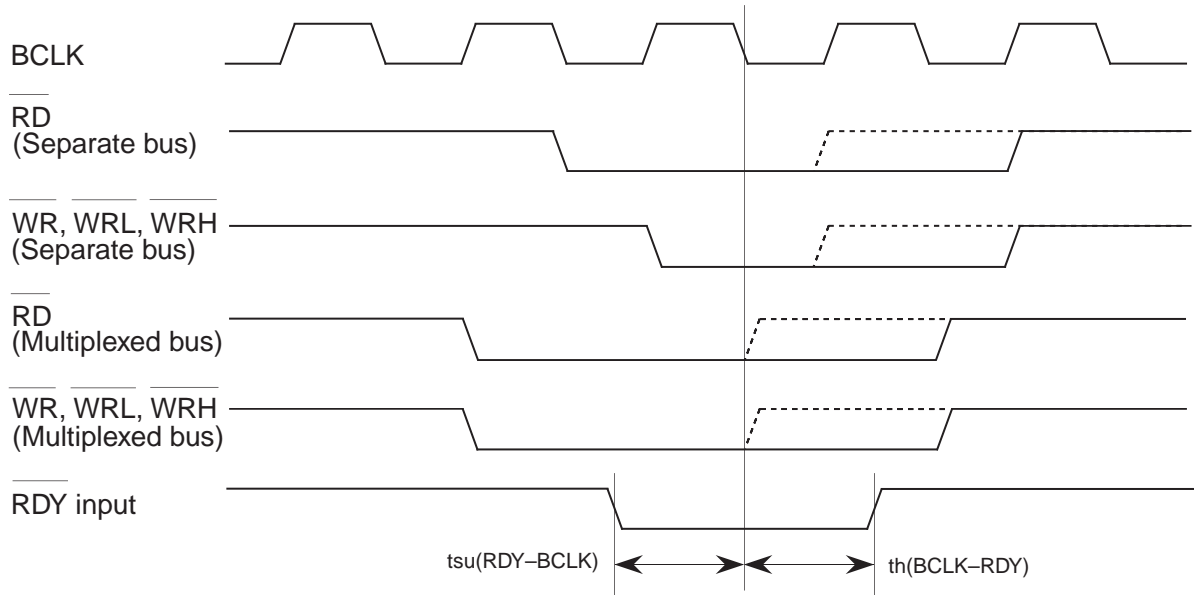 BCLK
RD
(Separate bus)
WR, WRL, WRH
(Separate bus)
RD
(Multiplexed bus)
WR, WRL, WRH
(Multiplexed bus)
RDY input
tsu(RDY–BCLK)
th(BCLK–RDY)